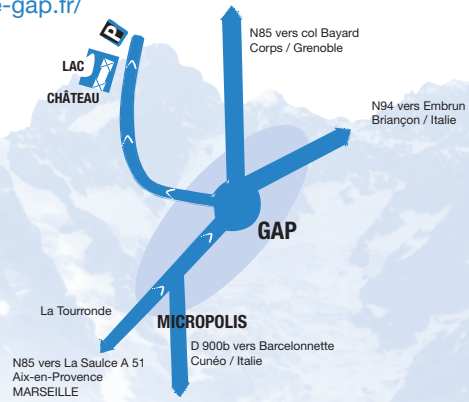 e-gap.fr/
P
LAC
CHÂTEAU
N85 vers col Bayard
Corps / Grenoble
N94 vers Embrun
Briançon / Italie
GAP
La Tourronde
MICROPOLIS
D 900b vers Barcelonnette
Cunéo / Italie
N85 vers La Saulce A 51
Aix-en-Provence
MARSEILLE